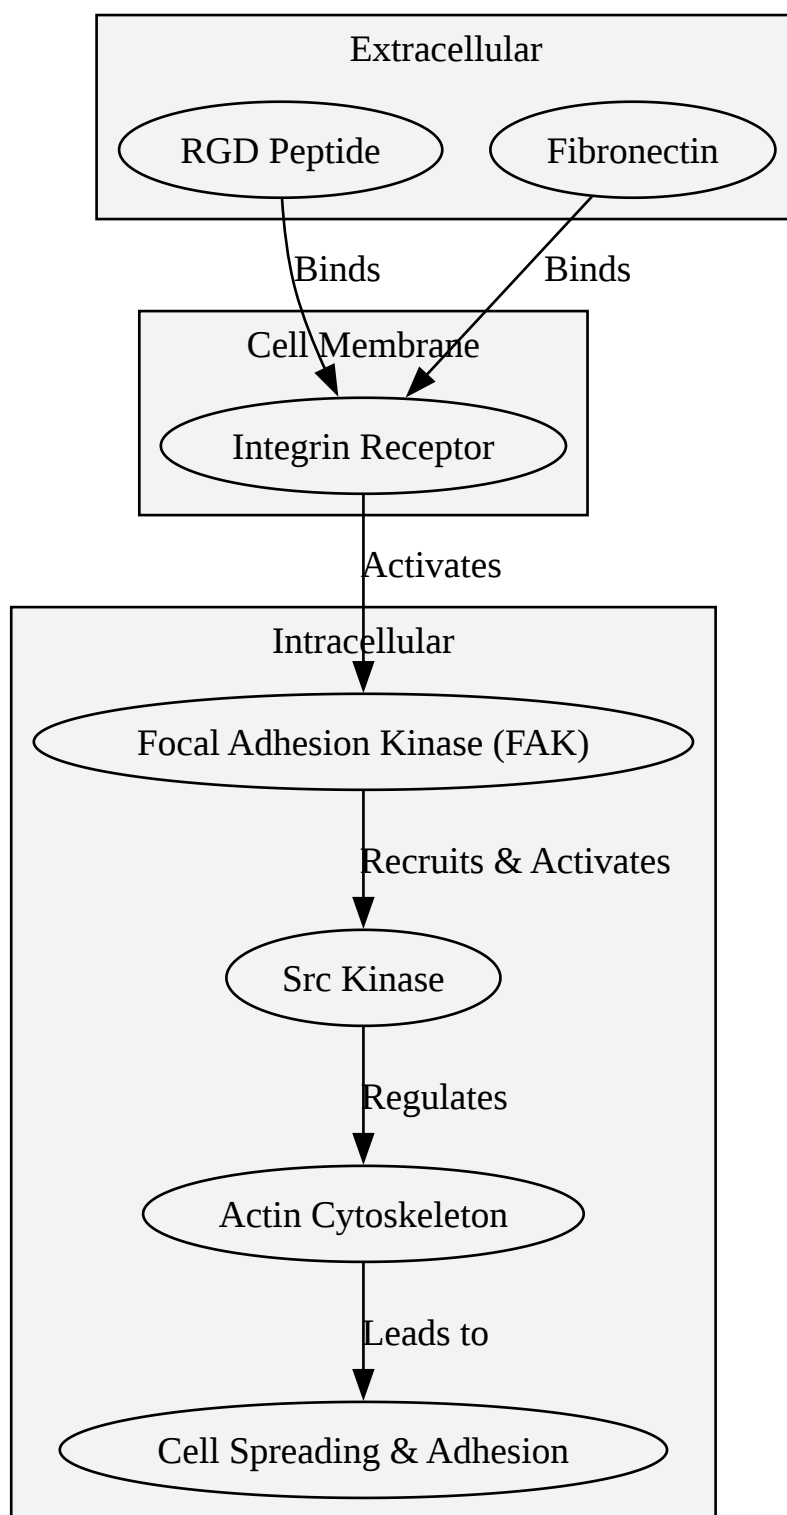 Extracellular
RGD Peptide
Fibronectin
Binds
Binds
Cell Membrane
Integrin Receptor
Activates
Intracellular
Focal Adhesion Kinase (FAK)
Recruits & Activates
Src Kinase
Regulates
Actin Cytoskeleton
Leads to
Cell Spreading & Adhesion